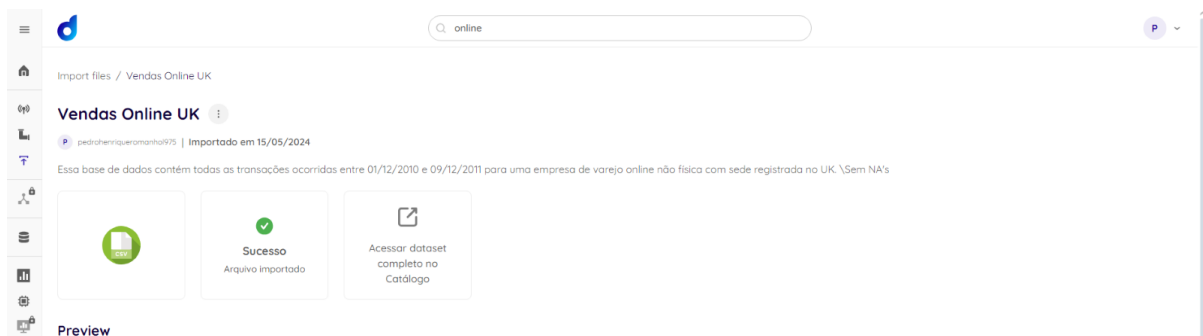 online
P
Import files / Vendas Online UK
Vendas Online UK
P pedrohenriqueromanhol975 | Importado em 15/05/2024
Essa base de dados contém todas as transações ocorridas entre 01/12/2010 e 09/12/2011 para uma empresa de varejo online não física com sede registrada no UK. \Sem NA's
CSV
Sucesso
Arquivo importado
Acessar dataset
completo no
Catálogo
Preview